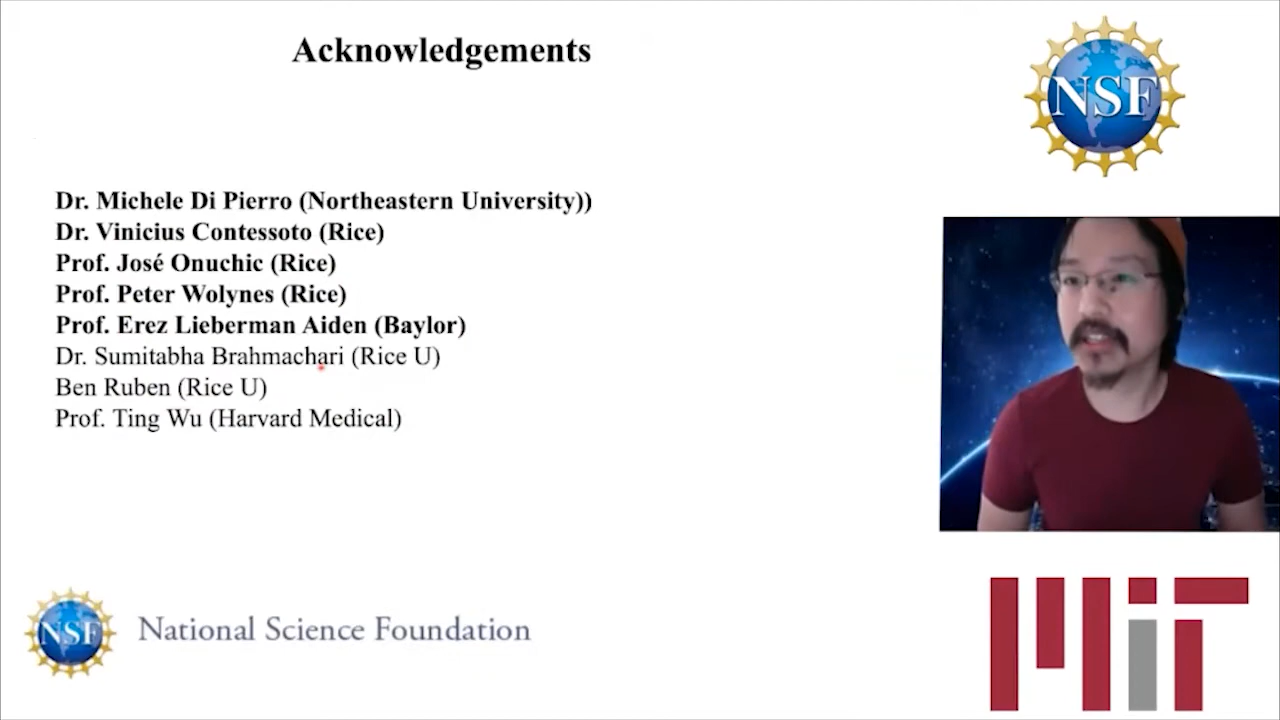 Acknowledgements
NSF
Dr. Michele Di Pierro (Northeastern University))
Dr. Vinicius Contessoto (Rice)
Prof. José Onuchic (Rice)
Prof. Peter Wolynes (Rice)
Prof. Erez Lieberman Aiden (Baylor)
Dr. Sumitabha Brahmachari (Rice U)
Ben Ruben (Rice U)
Prof. Ting Wu (Harvard Medical)
NSF National Science Foundation
MIT